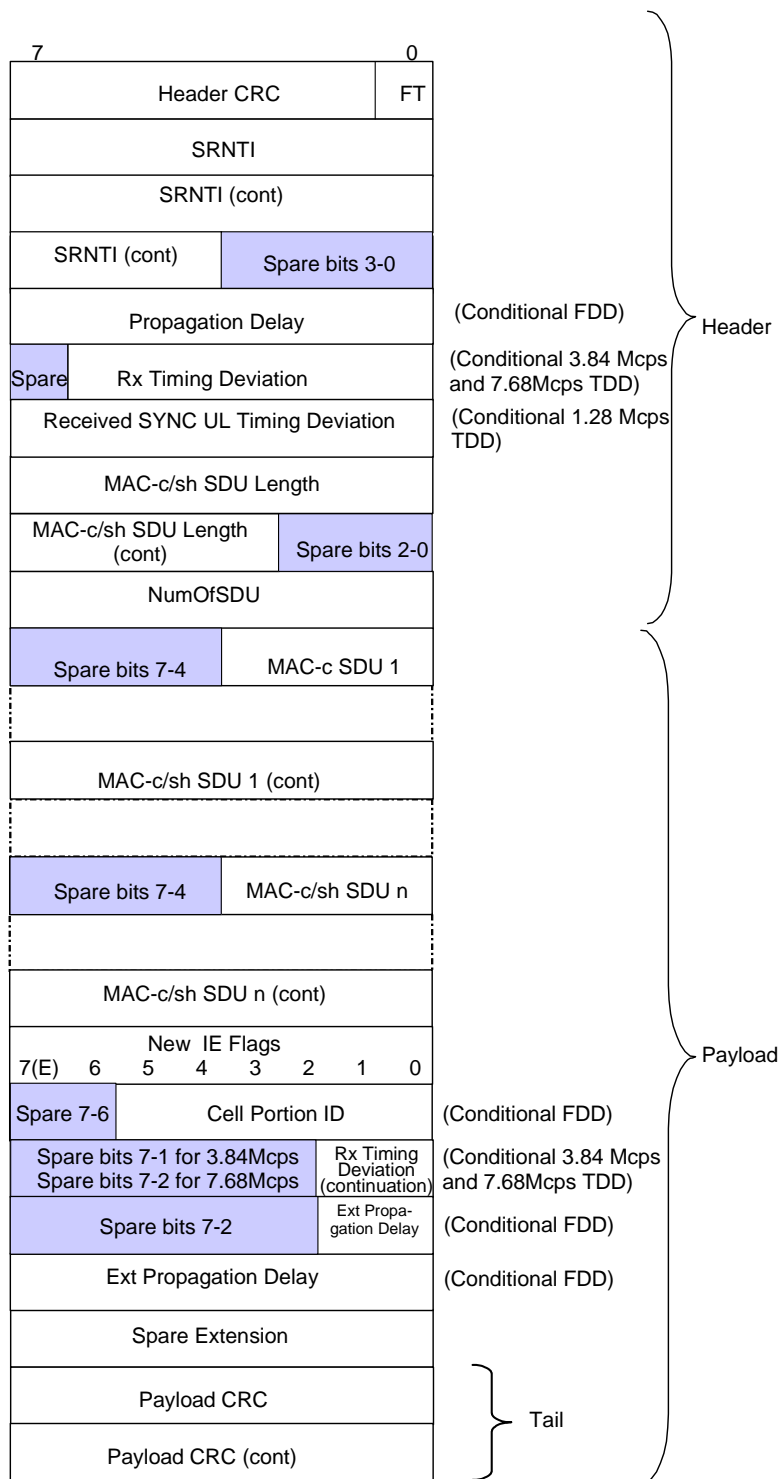 7 0
Header CRC FT
SRNTI
SRNTI (cont)
SRNTI (cont) Spare bits 3-0
Propagation Delay (Conditional FDD)
Header
Spare Rx Timing Deviation (Conditional 3.84 Mcps
and 7.68Mcps TDD)
Received SYNC UL Timing Deviation (Conditional 1.28 Mcps
TDD)
MAC-c/sh SDU Length
MAC-c/sh SDU Length
(cont) Spare bits 2-0
NumOfSDU
Spare bits 7-4 MAC-c SDU 1
MAC-c/sh SDU 1 (cont)
Spare bits 7-4 MAC-c/sh SDU n
MAC-c/sh SDU n (cont)
New IE Flags
7(E) 6 5 4 3 2 1 0
Payload
Spare 7-6 Cell Portion ID (Conditional FDD)
Spare bits 7-1 for 3.84Mcps
Spare bits 7-2 for 7.68Mcps
Rx Timing
Deviation
(continuation)
(Conditional 3.84 Mcps
and 7.68Mcps TDD)
Spare bits 7-2
Ext Propa-
gation Delay
(Conditional FDD)
Ext Propagation Delay (Conditional FDD)
Spare Extension
Payload CRC
Tail
Payload CRC (cont)